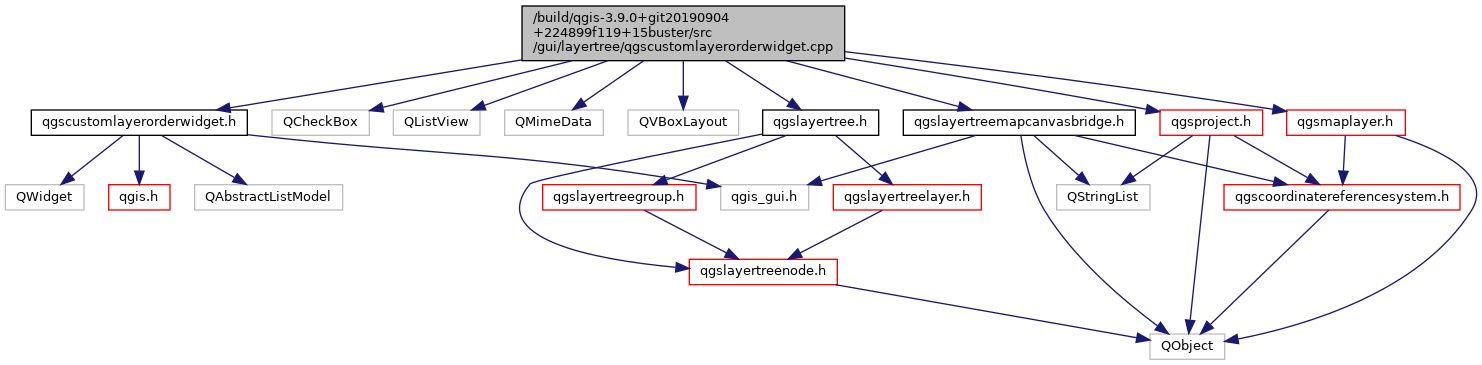 /build/qgis-3.9.0+git20190904
+224899f119+15buster/src
/gui/layertree/qgscustomlayerorderwidget.cpp
qgscustomlayerorderwidget.h
QCheckBox
QListView
QMimeData
QVBoxLayout
qgslayertree.h
qgslayertreemapcanvasbridge.h
qgsproject.h
qgsmaplayer.h
QWidget
qgis.h
QAbstractListModel
qgslayertreegroup.h
qgis_gui.h
qgslayertreelayer.h
QStringList
qgscoordinatereferencesystem.h
qgslayertreenode.h
QObject